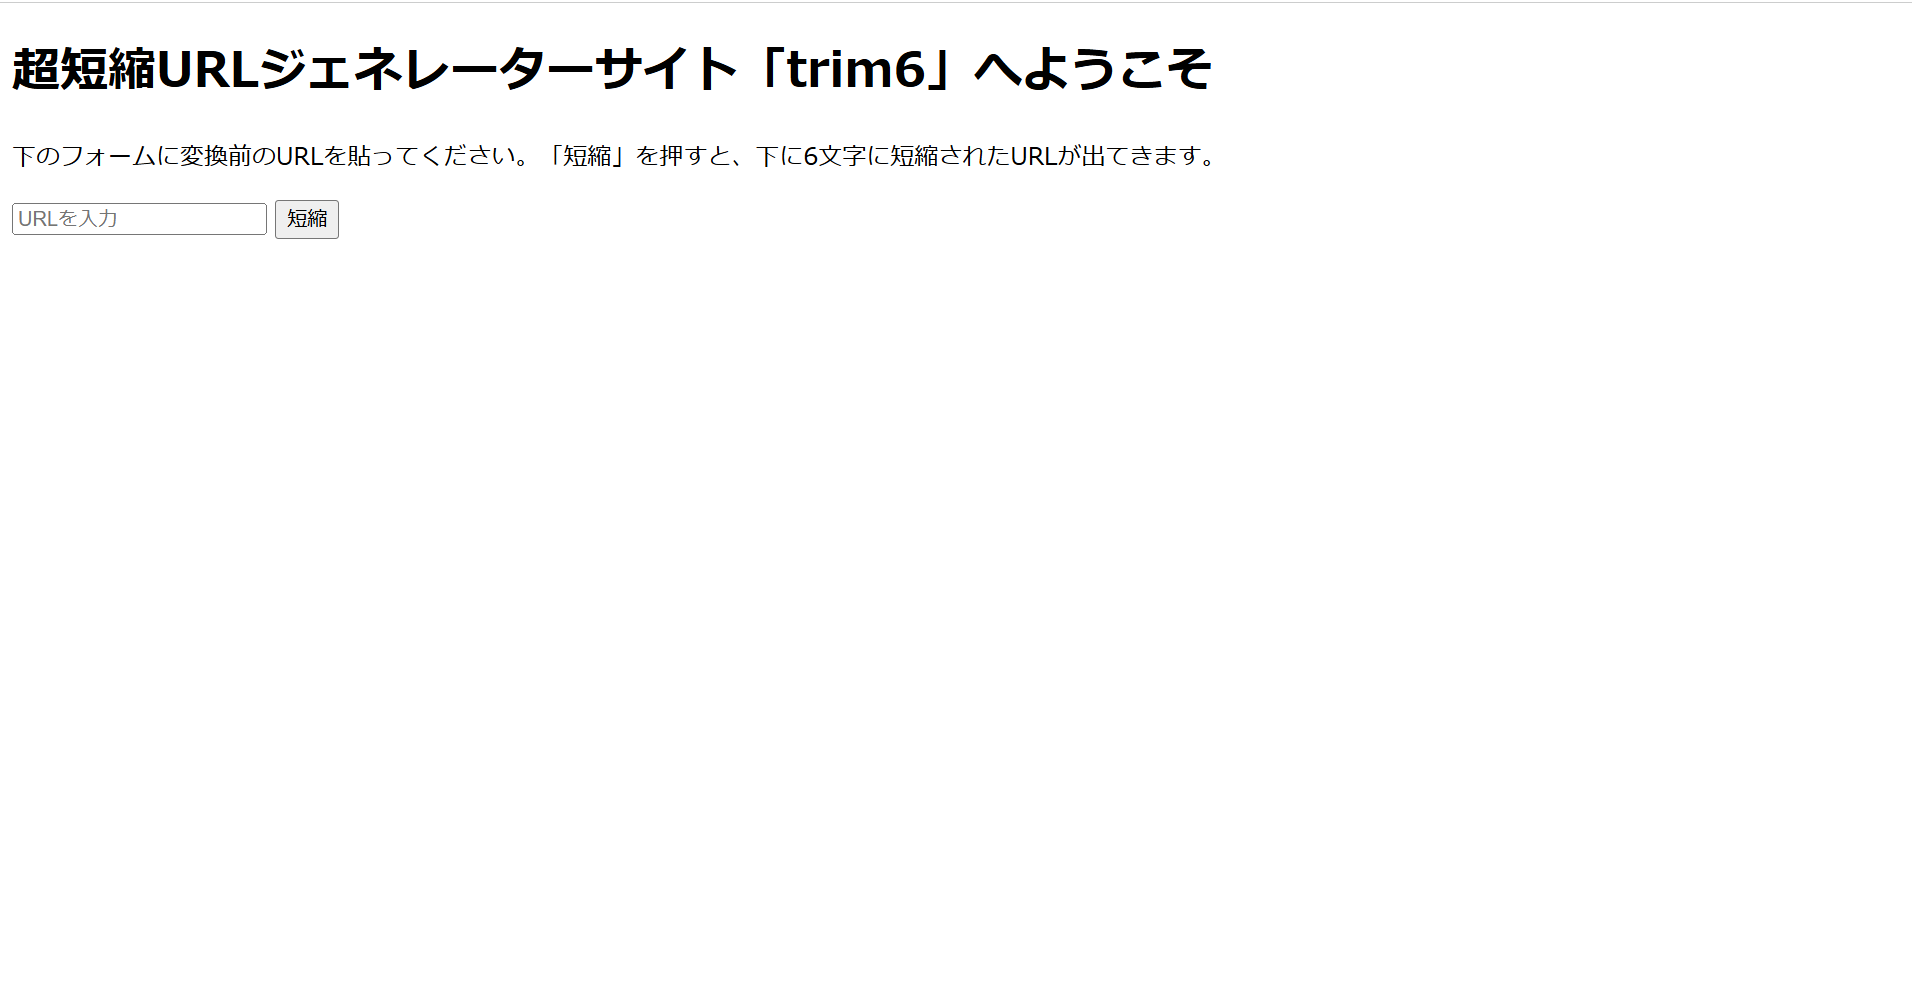 超短縮URLジェネレーターサイト「trim6」へようこそ
下のフォームに変換前のURLを貼ってください。「短縮」を押すと、下に6文字に短縮されたURLが出てきます。
URLを入力 短縮